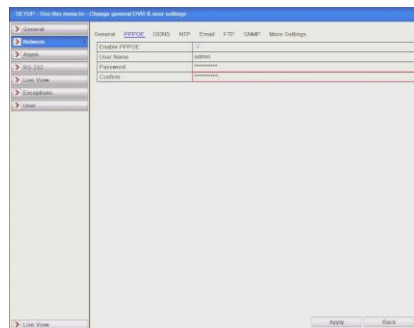 SETUP - Use this menu to - Change general DVR & user settings
General
Network
Alarm
RS-232
Live View
Exceptions
User
General PPPOE DDNS NTP Email FTP SNMP More Settings
Enable PPPOE
User Name admin
Password **********
Confirm **********
Live View
Apply Back